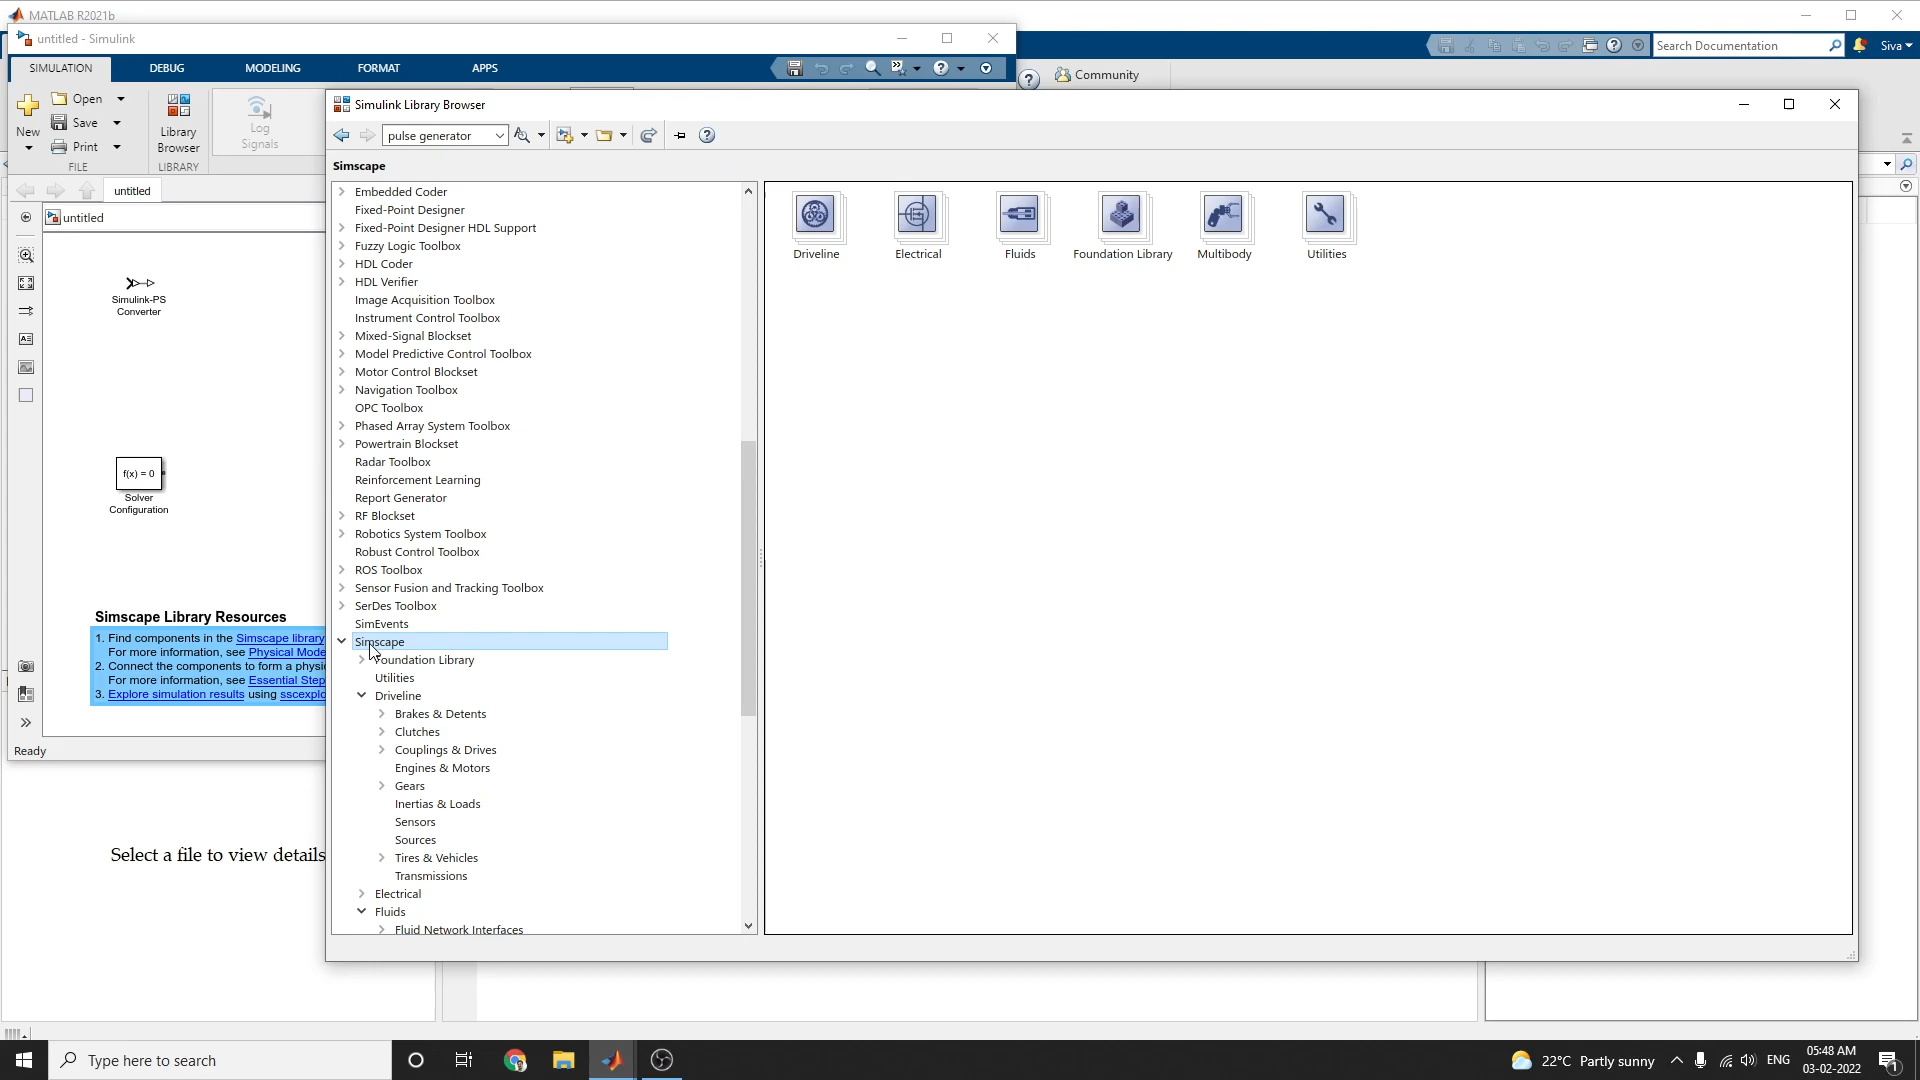 MATLAB R2021b
untitled - Simulink
SIMULATION
DEBUG
MODELING
FORMAT
APPS
Search Documentation
Siva
Community
New
Open
Save
Print
FILE
Library
Browser
LIBRARY
Log
Signals
untitled
untitled
Simulink-PS
Converter
f(x) = 0
Solver
Configuration
Simscape Library Resources
1. Find components in the Simscape library
For more information, see Physical Mode
2. Connect the components to form a physi
For more information, see Essential Step
3. Explore simulation results using sscexplo
Ready
Select a file to view details
Simulink Library Browser
pulse generator
Simscape
Embedded Coder
Fixed-Point Designer
Fixed-Point Designer HDL Support
Fuzzy Logic Toolbox
HDL Coder
HDL Verifier
Image Acquisition Toolbox
Instrument Control Toolbox
Mixed-Signal Blockset
Model Predictive Control Toolbox
Motor Control Blockset
Navigation Toolbox
OPC Toolbox
Phased Array System Toolbox
Powertrain Blockset
Radar Toolbox
Reinforcement Learning
Report Generator
RF Blockset
Robotics System Toolbox
Robust Control Toolbox
ROS Toolbox
Sensor Fusion and Tracking Toolbox
SerDes Toolbox
SimEvents
Simscape
Foundation Library
Utilities
Driveline
Brakes & Detents
Clutches
Couplings & Drives
Engines & Motors
Gears
Inertias & Loads
Sensors
Sources
Tires & Vehicles
Transmissions
Electrical
Fluids
Fluid Network Interfaces
Driveline
Electrical
Fluids
Foundation Library
Multibody
Utilities
Type here to search
22°C Partly sunny
ENG
05:48 AM
03-02-2022
1